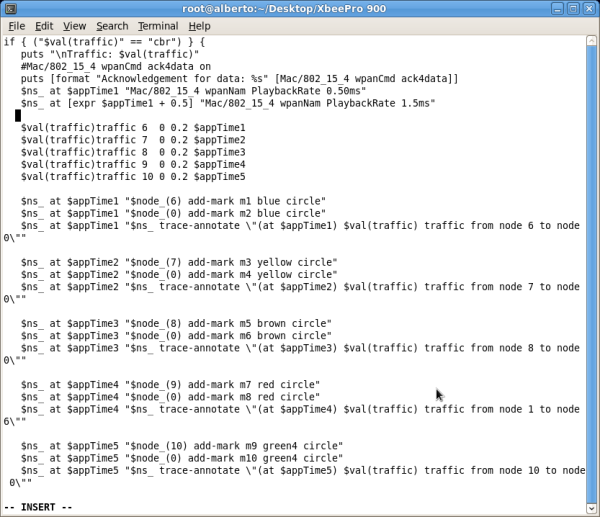 root@alberto:~/Desktop/XbeePro 900
File Edit View Search Terminal Help
if { ("$val(traffic)" == "cbr") } {
   puts "\nTraffic: $val(traffic)"
   #Mac/802_15_4 wpanCmd ack4data on
   puts [format "Acknowledgement for data: %s" [Mac/802_15_4 wpanCmd ack4data]]
   $ns_ at $appTime1 "Mac/802_15_4 wpanNam PlaybackRate 0.50ms"
   $ns_ at [expr $appTime1 + 0.5] "Mac/802_15_4 wpanNam PlaybackRate 1.5ms"
   $val(traffic)traffic 6  0 0.2 $appTime1
   $val(traffic)traffic 7  0 0.2 $appTime2
   $val(traffic)traffic 8  0 0.2 $appTime3
   $val(traffic)traffic 9  0 0.2 $appTime4
   $val(traffic)traffic 10 0 0.2 $appTime5
   $ns_ at $appTime1 "$node_(6) add-mark m1 blue circle"
   $ns_ at $appTime1 "$node_(0) add-mark m2 blue circle"
   $ns_ at $appTime1 "$ns_ trace-annotate \"(at $appTime1) $val(traffic) traffic from node 6 to node
0\""
   $ns_ at $appTime2 "$node_(7) add-mark m3 yellow circle"
   $ns_ at $appTime2 "$node_(0) add-mark m4 yellow circle"
   $ns_ at $appTime2 "$ns_ trace-annotate \"(at $appTime2) $val(traffic) traffic from node 7 to node
0\""
   $ns_ at $appTime3 "$node_(8) add-mark m5 brown circle"
   $ns_ at $appTime3 "$node_(0) add-mark m6 brown circle"
   $ns_ at $appTime3 "$ns_ trace-annotate \"(at $appTime3) $val(traffic) traffic from node 8 to node
0\""
   $ns_ at $appTime4 "$node_(9) add-mark m7 red circle"
   $ns_ at $appTime4 "$node_(0) add-mark m8 red circle"
   $ns_ at $appTime4 "$ns_ trace-annotate \"(at $appTime4) $val(traffic) traffic from node 1 to node
6\""
   $ns_ at $appTime5 "$node_(10) add-mark m9 green4 circle"
   $ns_ at $appTime5 "$node_(0) add-mark m10 green4 circle"
   $ns_ at $appTime5 "$ns_ trace-annotate \"(at $appTime5) $val(traffic) traffic from node 10 to node
 0\""
-- INSERT --